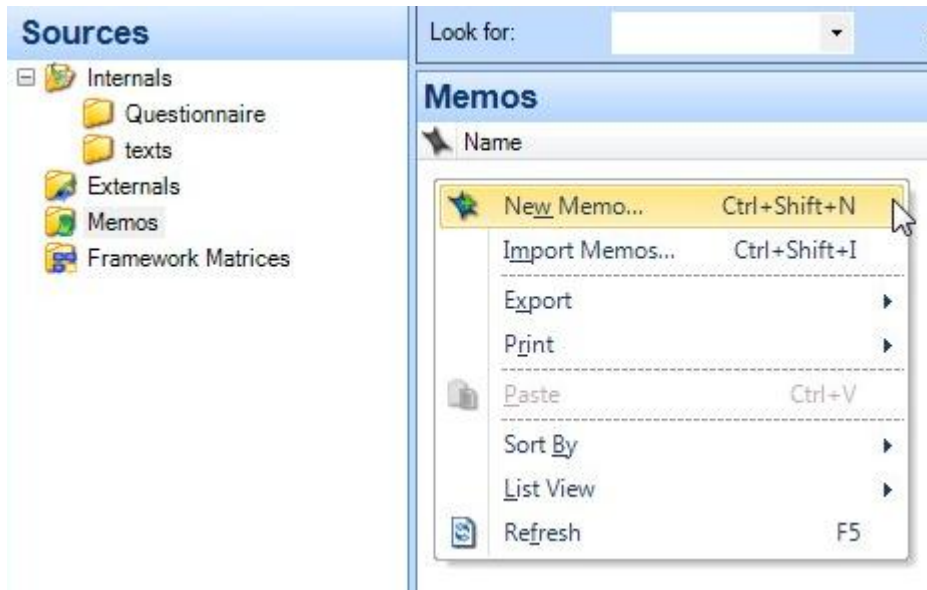 Sources
Internals
Questionnaire
texts
Externals
Memos
Framework Matrices
Look for:
Memos
Name
New Memo... Ctrl+Shift+N
Import Memos... Ctrl+Shift+I
Export
Print
Paste Ctrl+V
Sort By
List View
Refresh F5